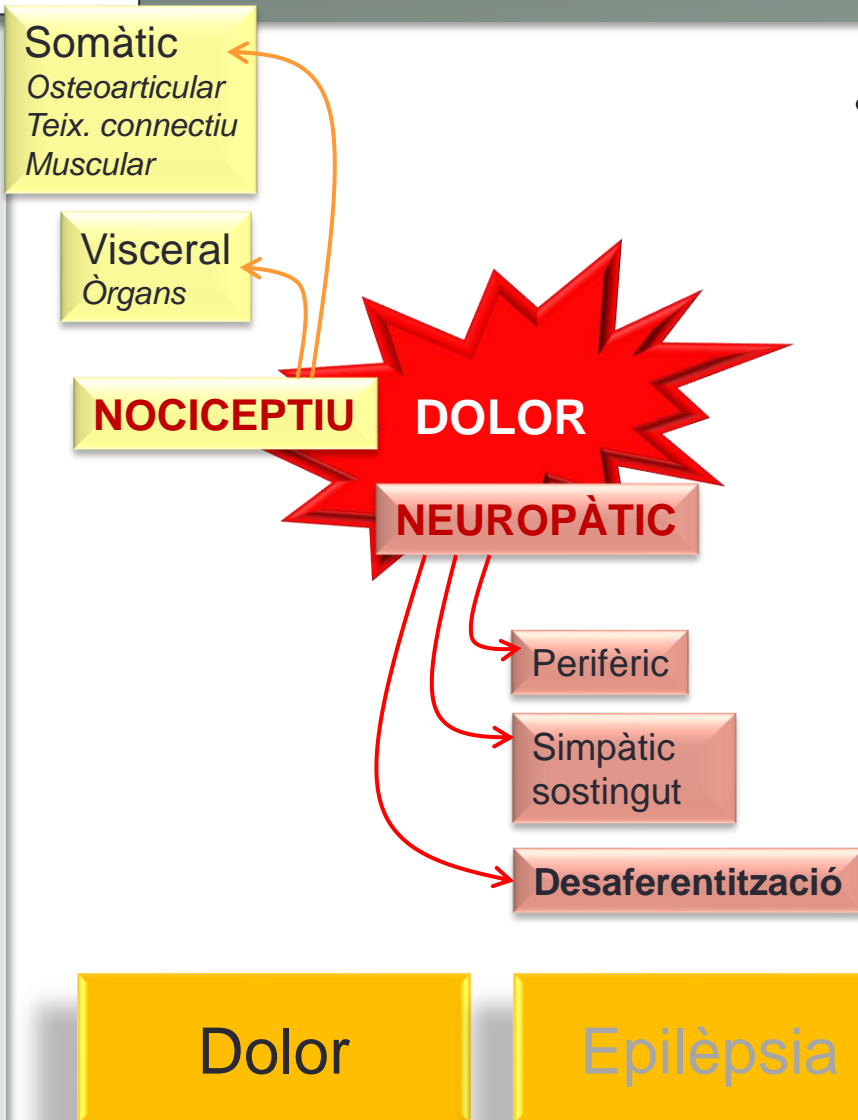 Somàtic
Osteoarticular
Teix. connectiu
Muscular
Visceral
Òrgans
NOCICEPTIU
DOLOR
NEUROPÀTIC
Perifèric
Simpàtic
sostingut
Desaferentització
Dolor
Epilèpsia